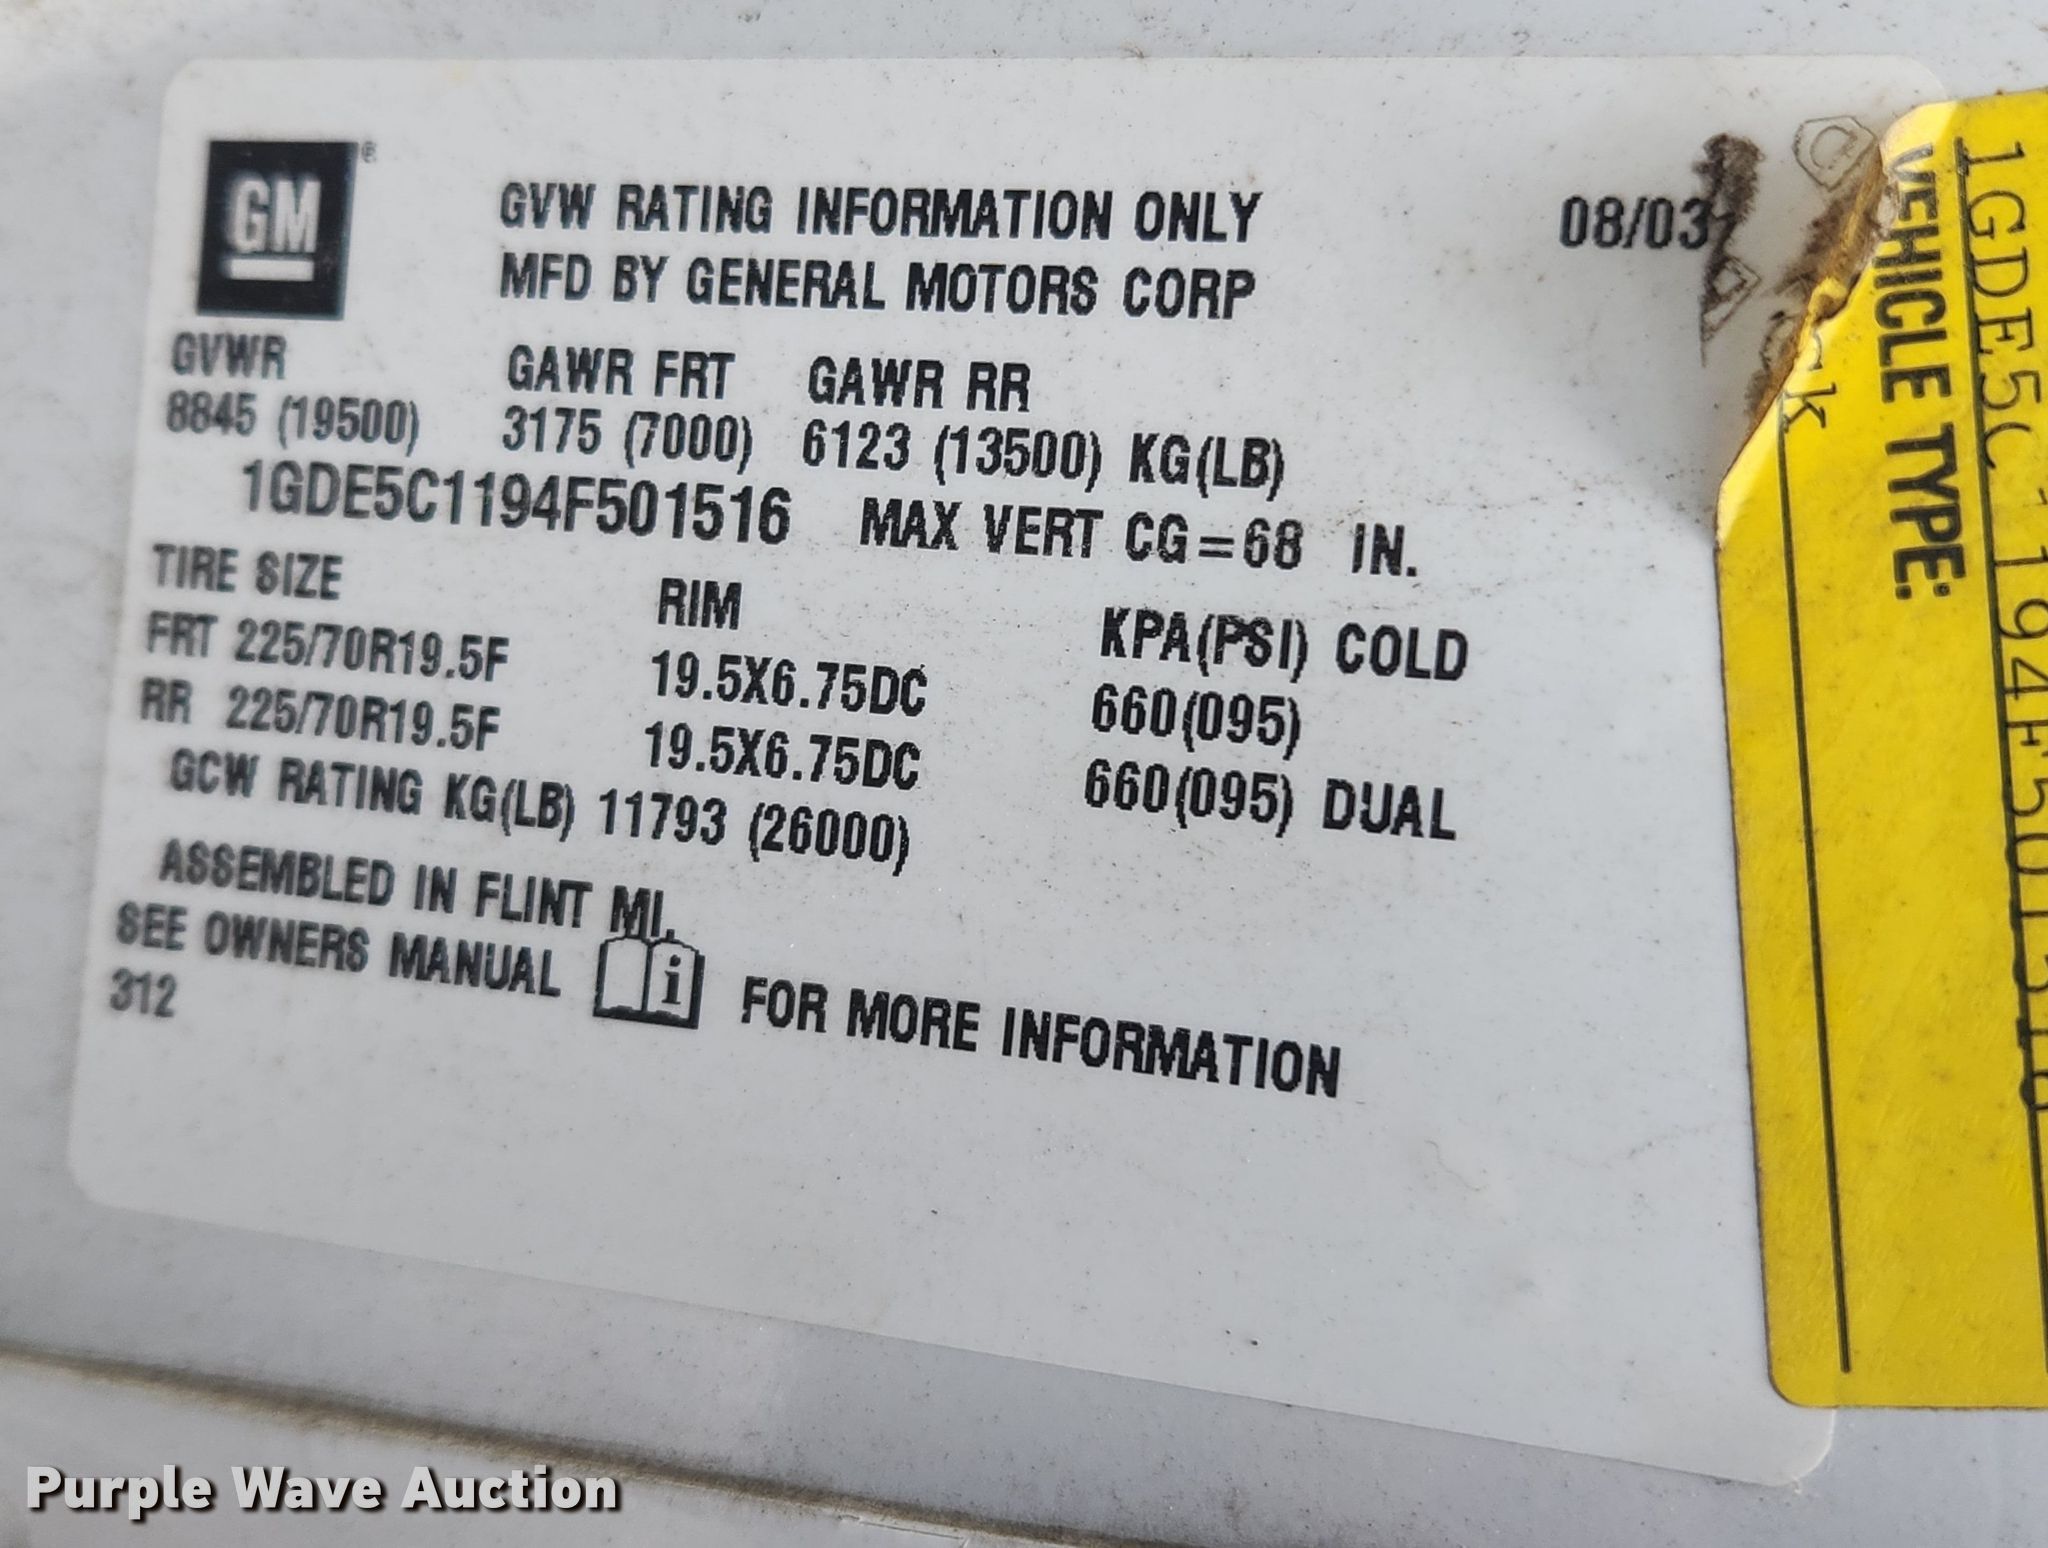 GM®
GVW RATING INFORMATION ONLY
08/03
MFD BY GENERAL MOTORS CORP
GVWR GAWR FRT GAWR RR
8845 (19500) 3175 (7000) 6123 (13500) KG(LB)
1GDE5C1194F501516 MAX VERT CG=68 IN.
TIRE SIZE RIM KPA(PSI) COLD
FRT 225/70R19.5F 19.5X6.75DC 660(095)
RR 225/70R19.5F 19.5X6.75DC 660(095) DUAL
GCW RATING KG(LB) 11793 (26000)
ASSEMBLED IN FLINT MI.
SEE OWNERS MANUAL i FOR MORE INFORMATION
312
1GDE5C1194F501516
VEHICLE TYPE:
Purple Wave Auction